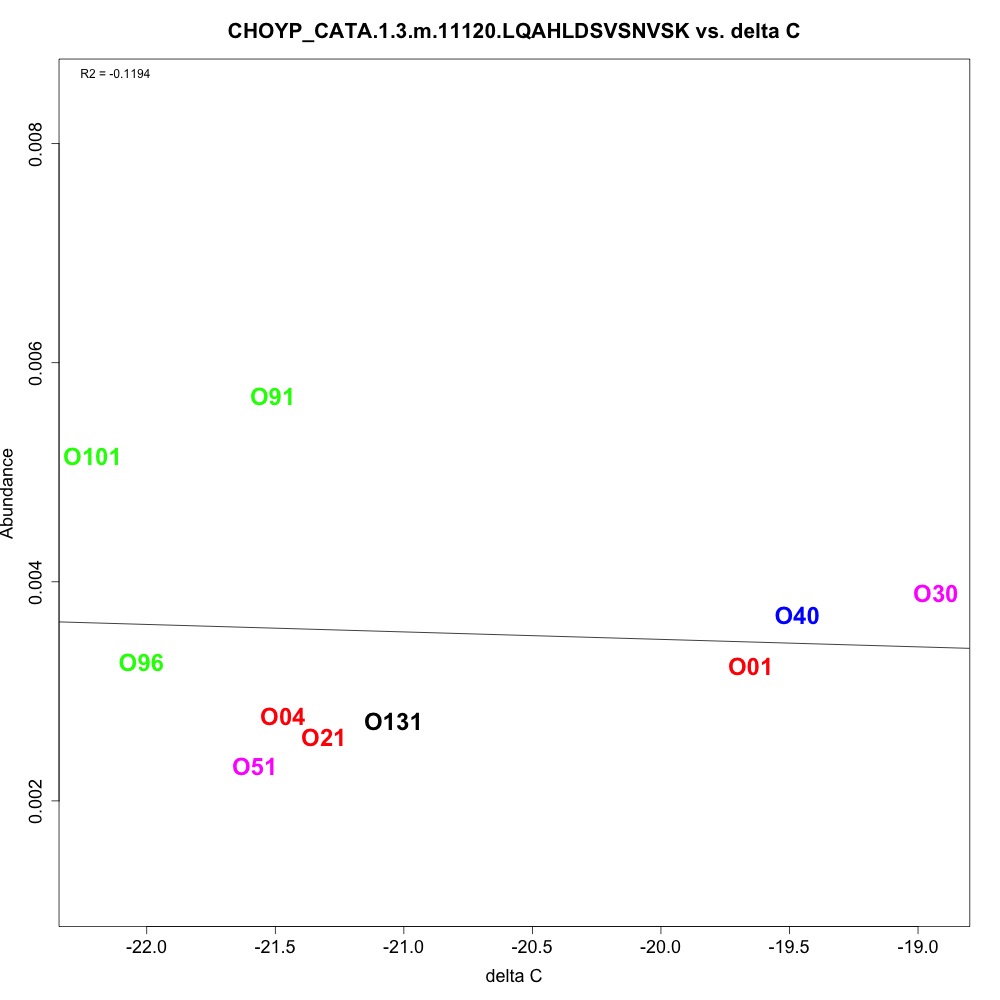 CHOYP_CATA.1.3.m.11120.LQAHLDSVSNVSK vs. delta C
R2 = -0.1194
0.008
0.006
0.004
0.002
Abundance
O91
O101
O30
O40
O96
O01
O04
O131
O21
O51
-22.0 -21.5 -21.0 -20.5 -20.0 -19.5 -19.0
delta C